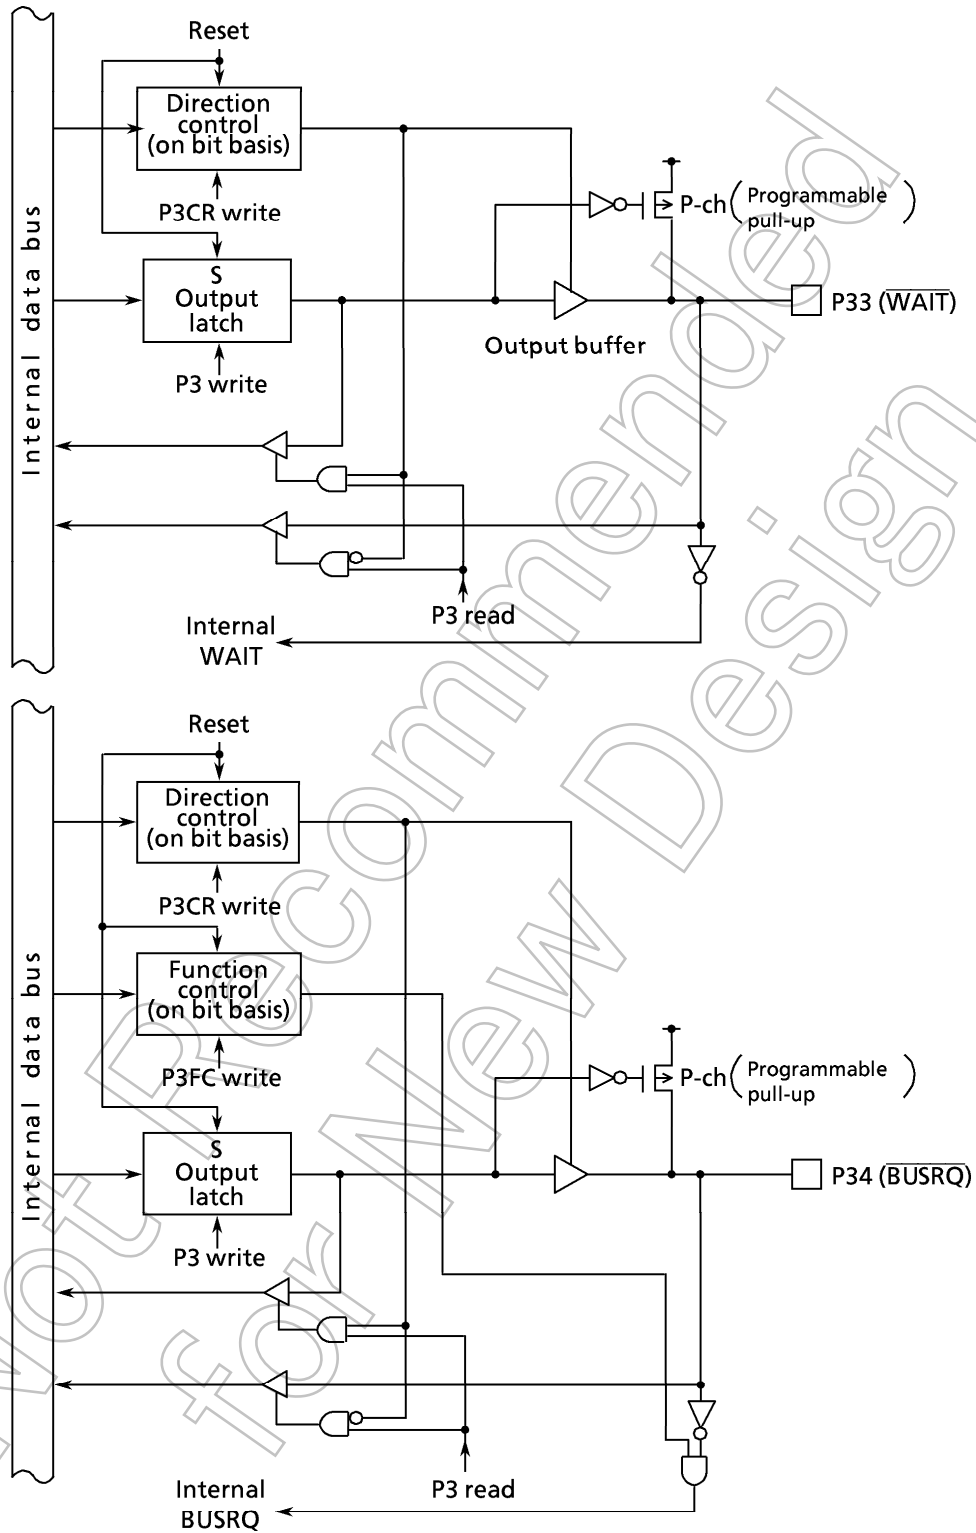 Reset
Direction
control
(on bit basis)
P3CR write
S
Output
latch
P3 write
Internal data bus
P-ch (Programmable
pull-up)
P33 (WAIT)
Output buffer
P3 read
Internal
WAIT
Reset
Direction
control
(on bit basis)
P3CR write
Function
control
(on bit basis)
P3FC write
S
Output
latch
P3 write
Internal data bus
P-ch (Programmable
pull-up)
P34 (BUSRQ)
P3 read
Internal
BUSRQ
Not Recommended
for New Design